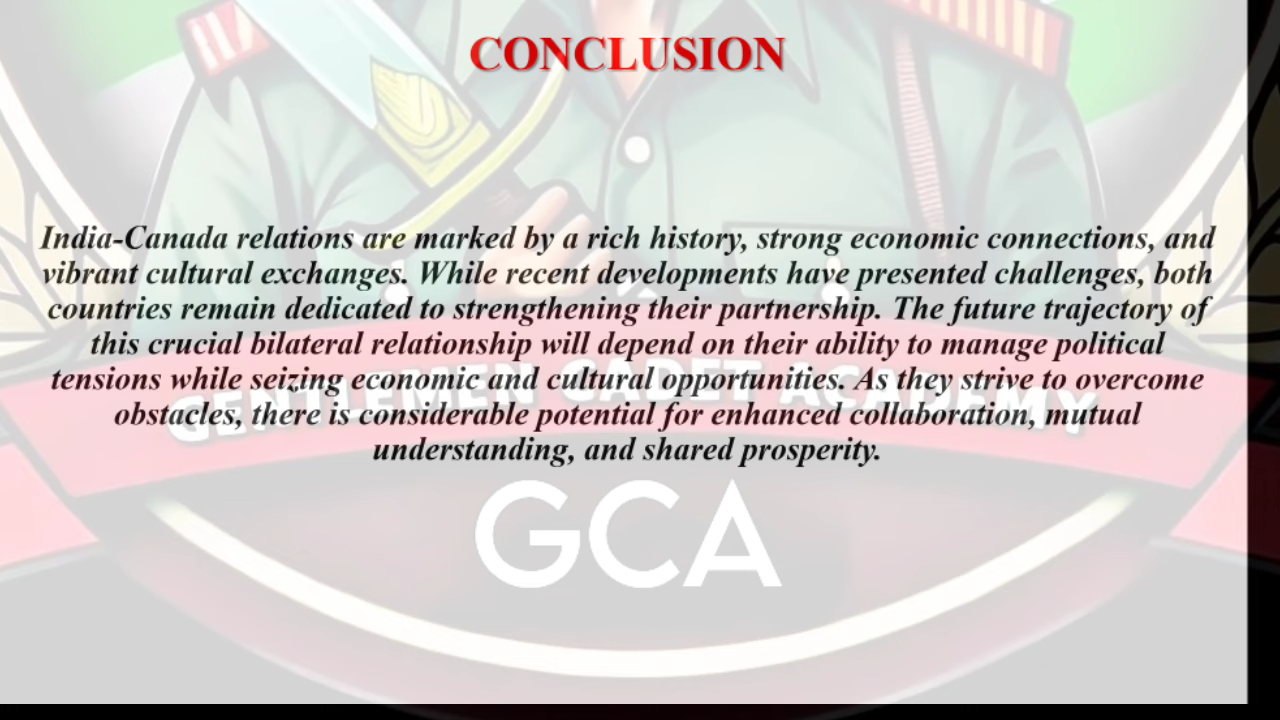 CONCLUSION
India-Canada relations are marked by a rich history, strong economic connections, and
vibrant cultural exchanges. While recent developments have presented challenges, both
countries remain dedicated to strengthening their partnership. The future trajectory of
this crucial bilateral relationship will depend on their ability to manage political
tensions while seizing economic and cultural opportunities. As they strive to overcome
obstacles, there is considerable potential for enhanced collaboration, mutual
understanding, and shared prosperity.
GENTLEMEN CADET ACADEMY
GCA